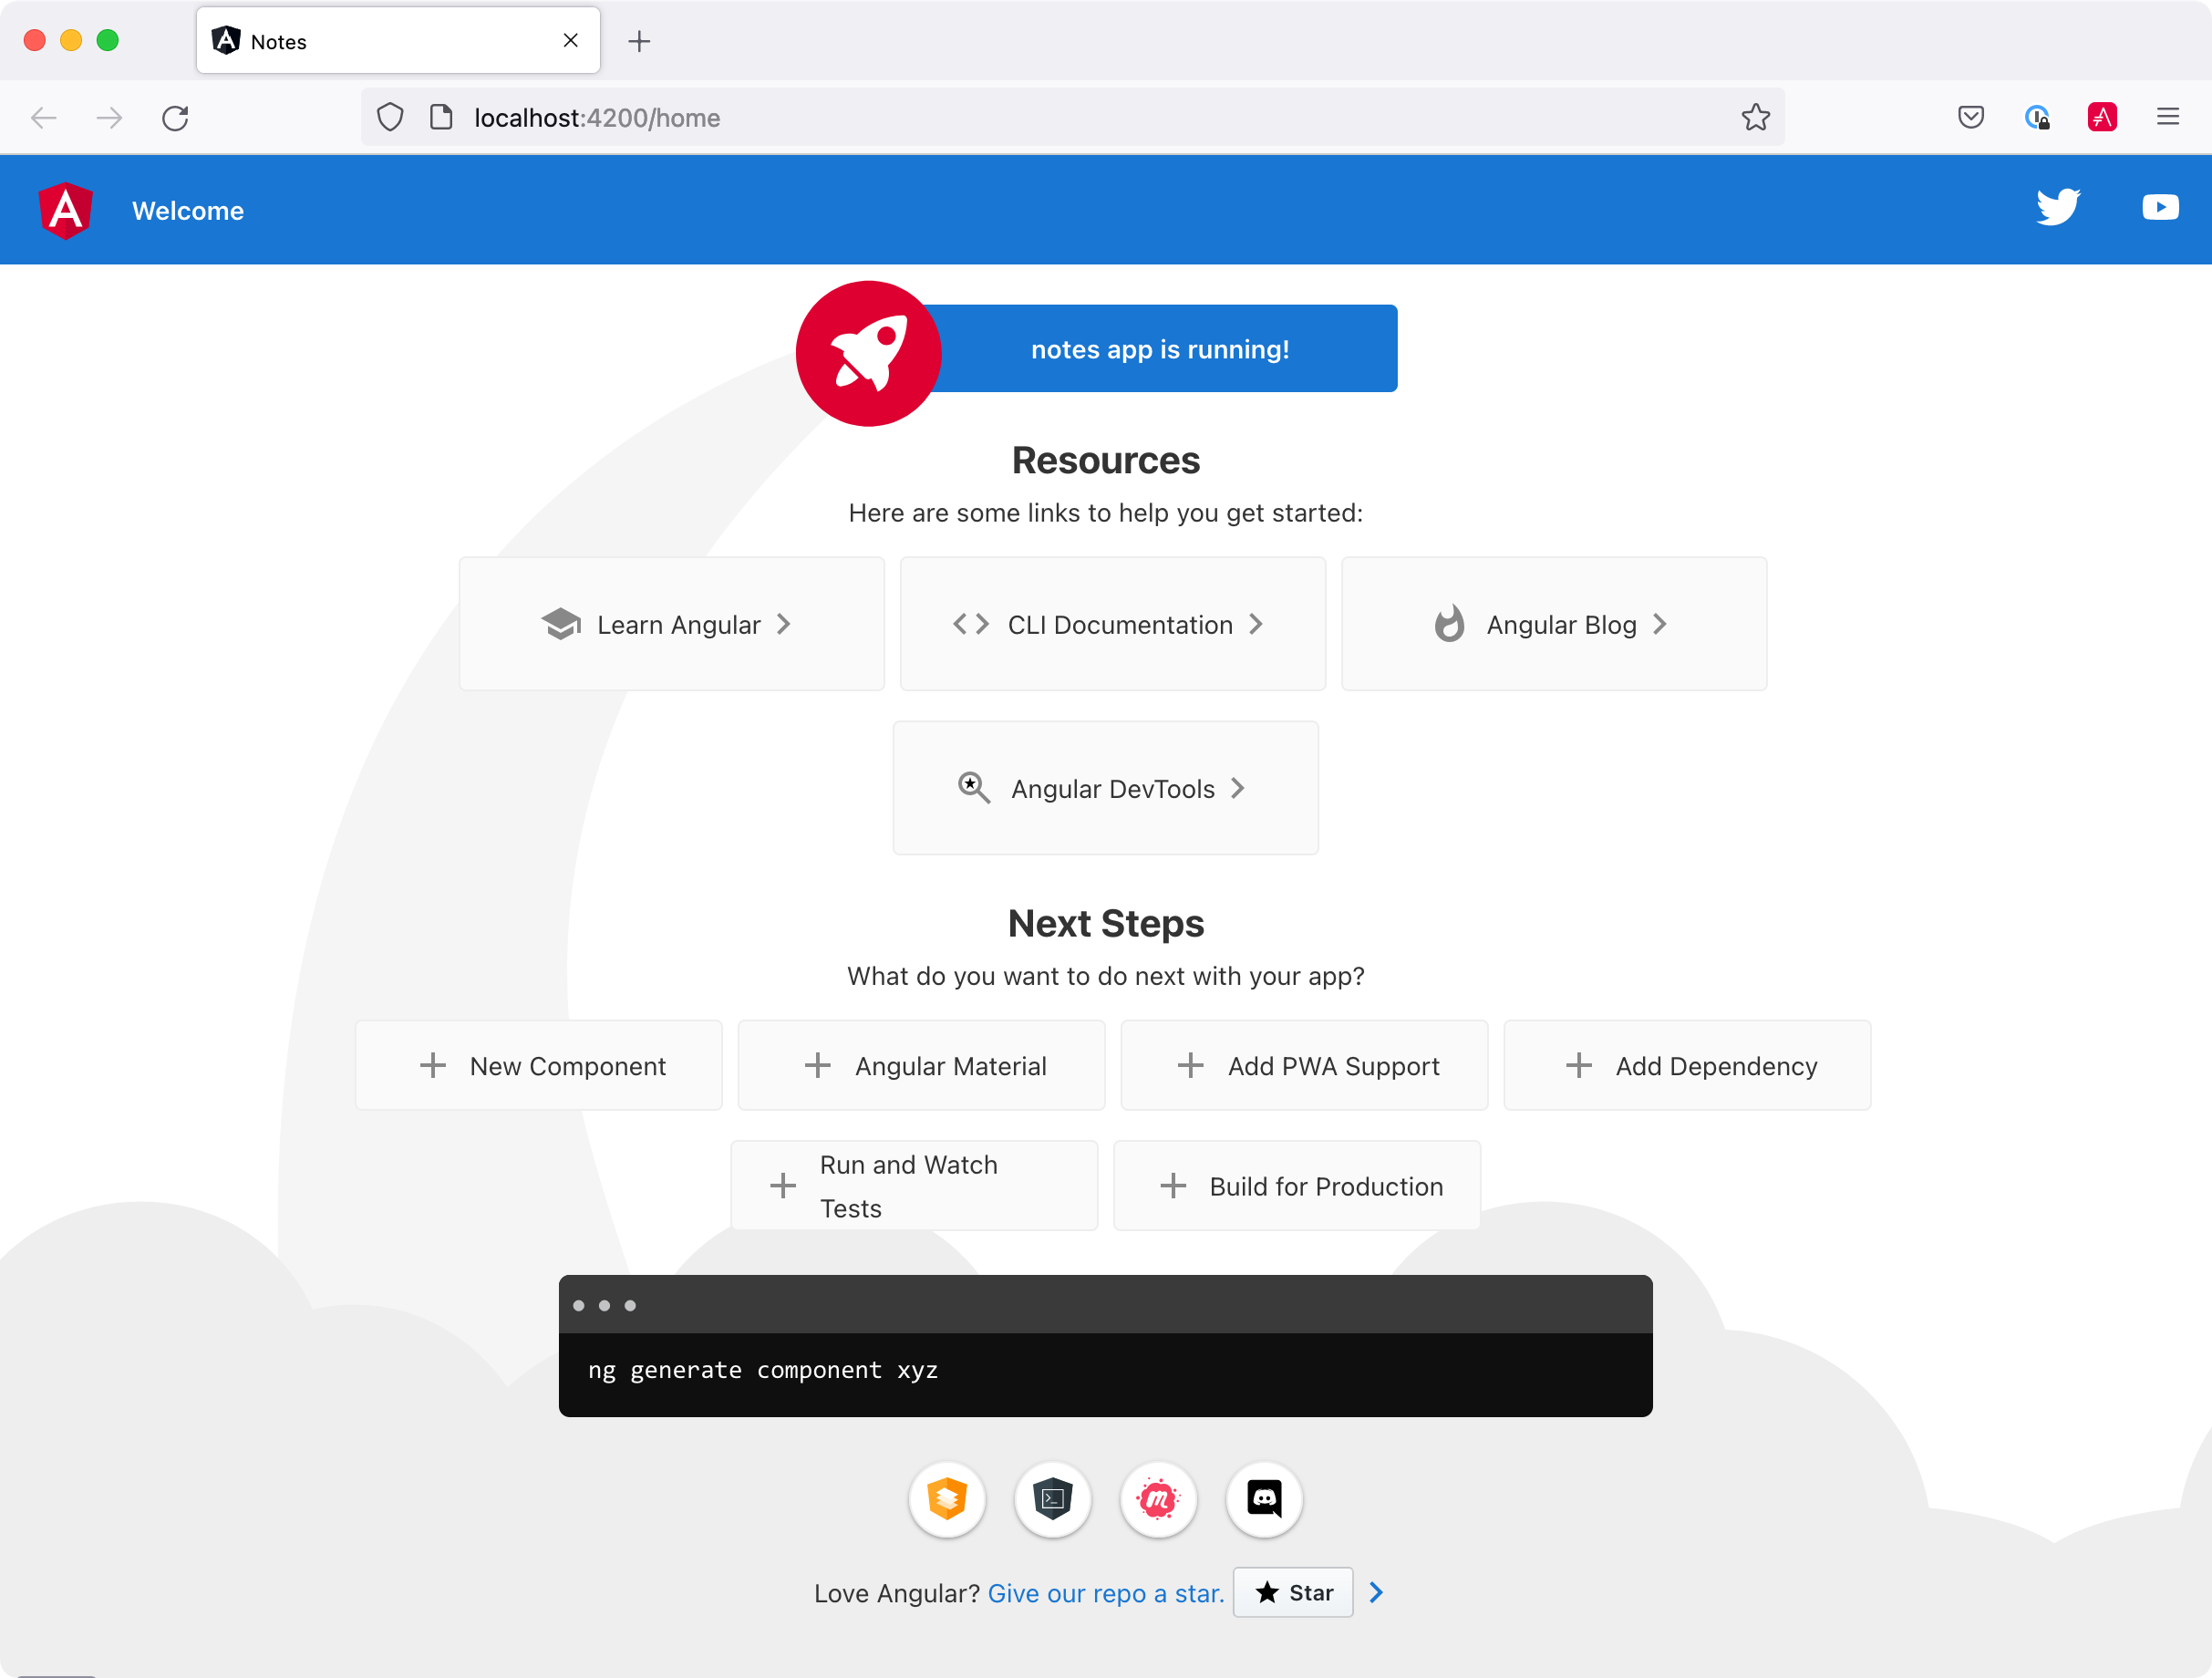 Notes
localhost:4200/home
Welcome
notes app is running!
Resources
Here are some links to help you get started:
Learn Angular
CLI Documentation
Angular Blog
Angular DevTools
Next Steps
What do you want to do next with your app?
New Component
Angular Material
Add PWA Support
Add Dependency
Run and Watch
Tests
Build for Production
ng generate component xyz
Love Angular? Give our repo a star. Star